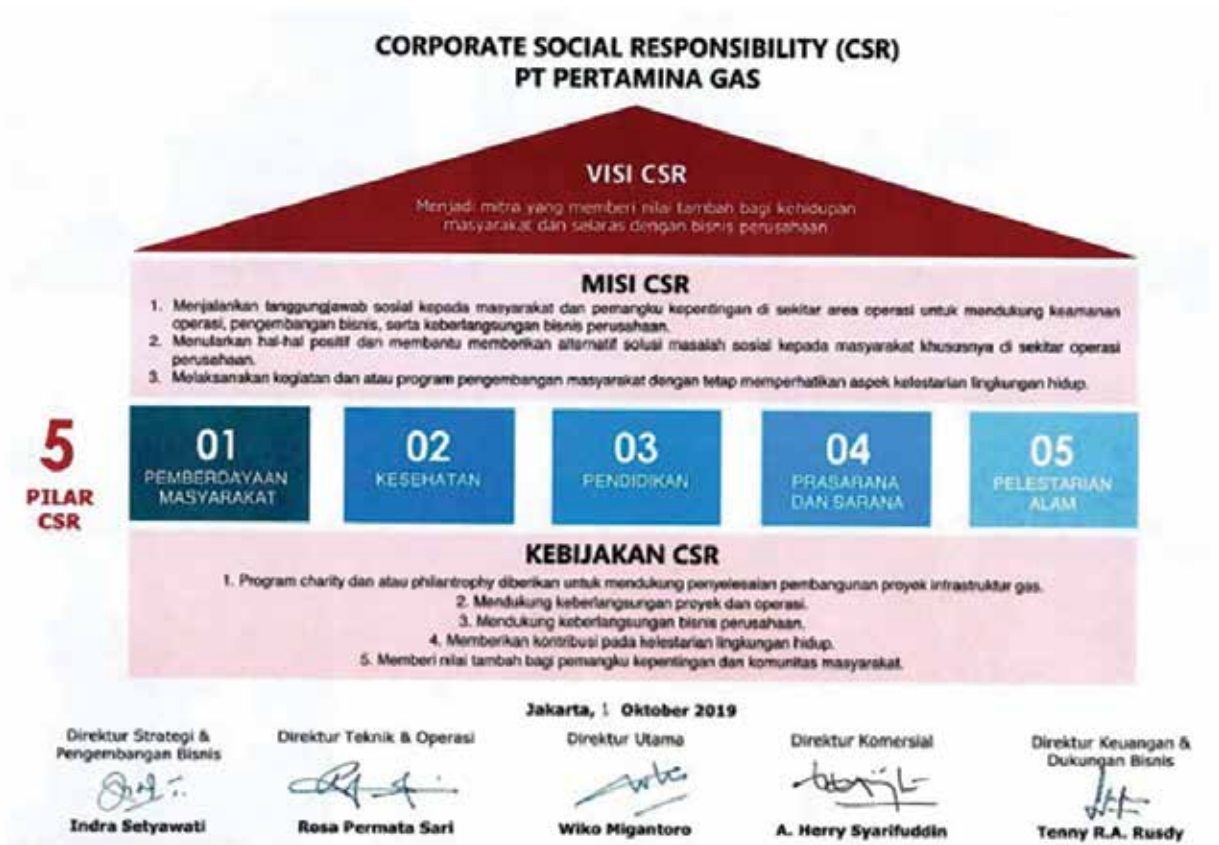 CORPORATE SOCIAL RESPONSIBILITY (CSR)
PT PERTAMINA GAS
VISI CSR
Menjadi mitra yang memberi nilai tambah bagi kehidupan
masyarakat dan selaras dengan bisnis perusahaan
MISI CSR
1. Menjalankan tanggungjawab sosial kepada masyarakat dan pemangku kepentingan di sekitar area operasi untuk mendukung keamanan
operasi, pengembangan bisnis, serta keberlangsungan bisnis perusahaan.
2. Menularkan hal-hal positif dan membantu memberikan alternatif solusi masalah sosial kepada masyarakat khususnya di sekitar operasi
perusahaan.
3. Melaksanakan kegiatan dan atau program pengembangan masyarakat dengan tetap memperhatikan aspek kelestarian lingkungan hidup.
5
PILAR
CSR
01
PEMBERDAYAAN
MASYARAKAT
02
KESEHATAN
03
PENDIDIKAN
04
PRASARANA
DAN SARANA
05
PELESTARIAN
ALAM
KEBIJAKAN CSR
1. Program charity dan atau philantrophy diberikan untuk mendukung penyelesaian pembangunan proyek infrastruktur gas.
2. Mendukung keberlangsungan proyek dan operasi.
3. Mendukung keberlangsungan bisnis perusahaan.
4. Memberikan kontribusi pada kelestarian lingkungan hidup.
5. Memberi nilai tambah bagi pemangku kepentingan dan komunitas masyarakat.
Jakarta, 1 Oktober 2019
Direktur Strategi &
Pengembangan Bisnis
Indra Setyawati
Direktur Teknik & Operasi
Rosa Permata Sari
Direktur Utama
Wiko Migantoro
Direktur Komersial
A. Herry Syarifuddin
Direktur Keuangan &
Dukungan Bisnis
Tenny R.A. Rusdy